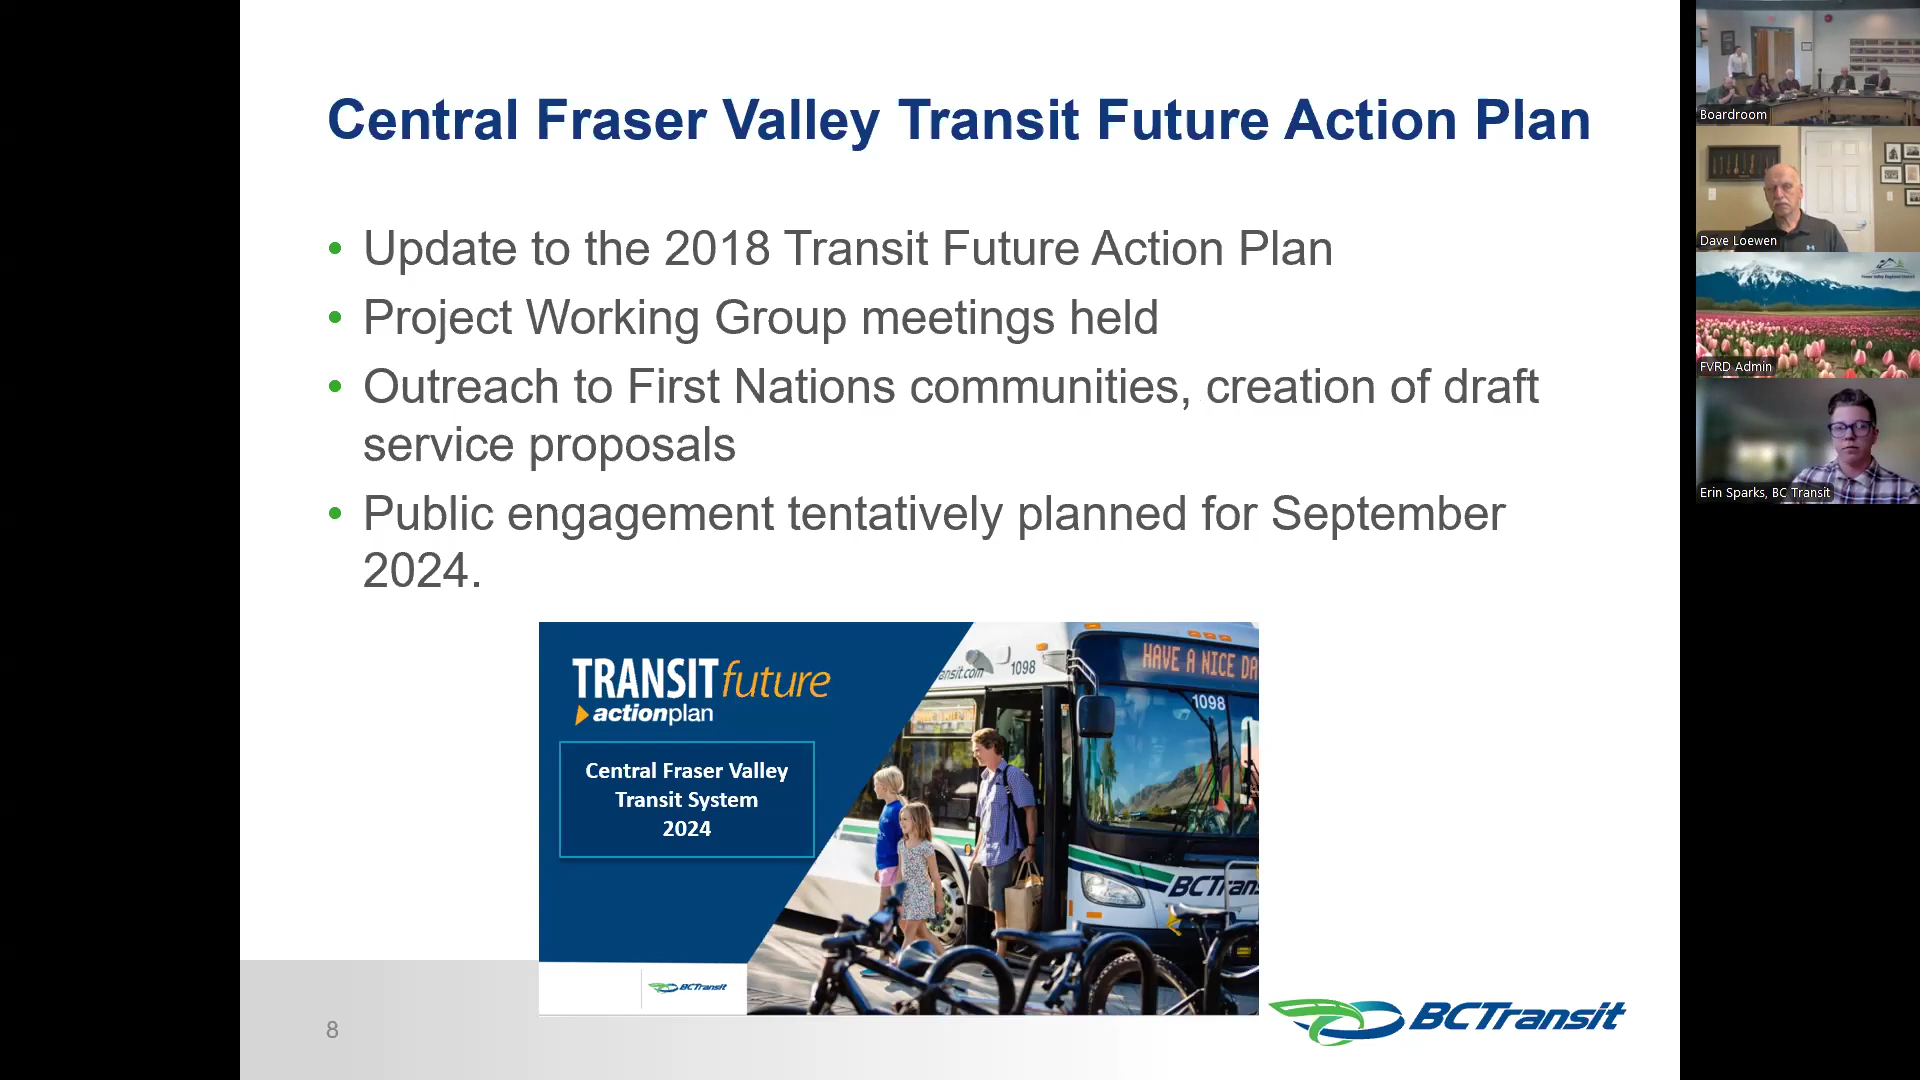 Central Fraser Valley Transit Future Action Plan
• Update to the 2018 Transit Future Action Plan
• Project Working Group meetings held
• Outreach to First Nations communities, creation of draft
service proposals
• Public engagement tentatively planned for September
2024.
TRANSIT future
actionplan
Central Fraser Valley
Transit System
2024
ansit.com 1098
HAVE A NICE DA
1098
BCTrans
BCTransit
8
BCTransit
Boardroom
Dave Loewen
FVRD Admin
Erin Sparks, BC Transit